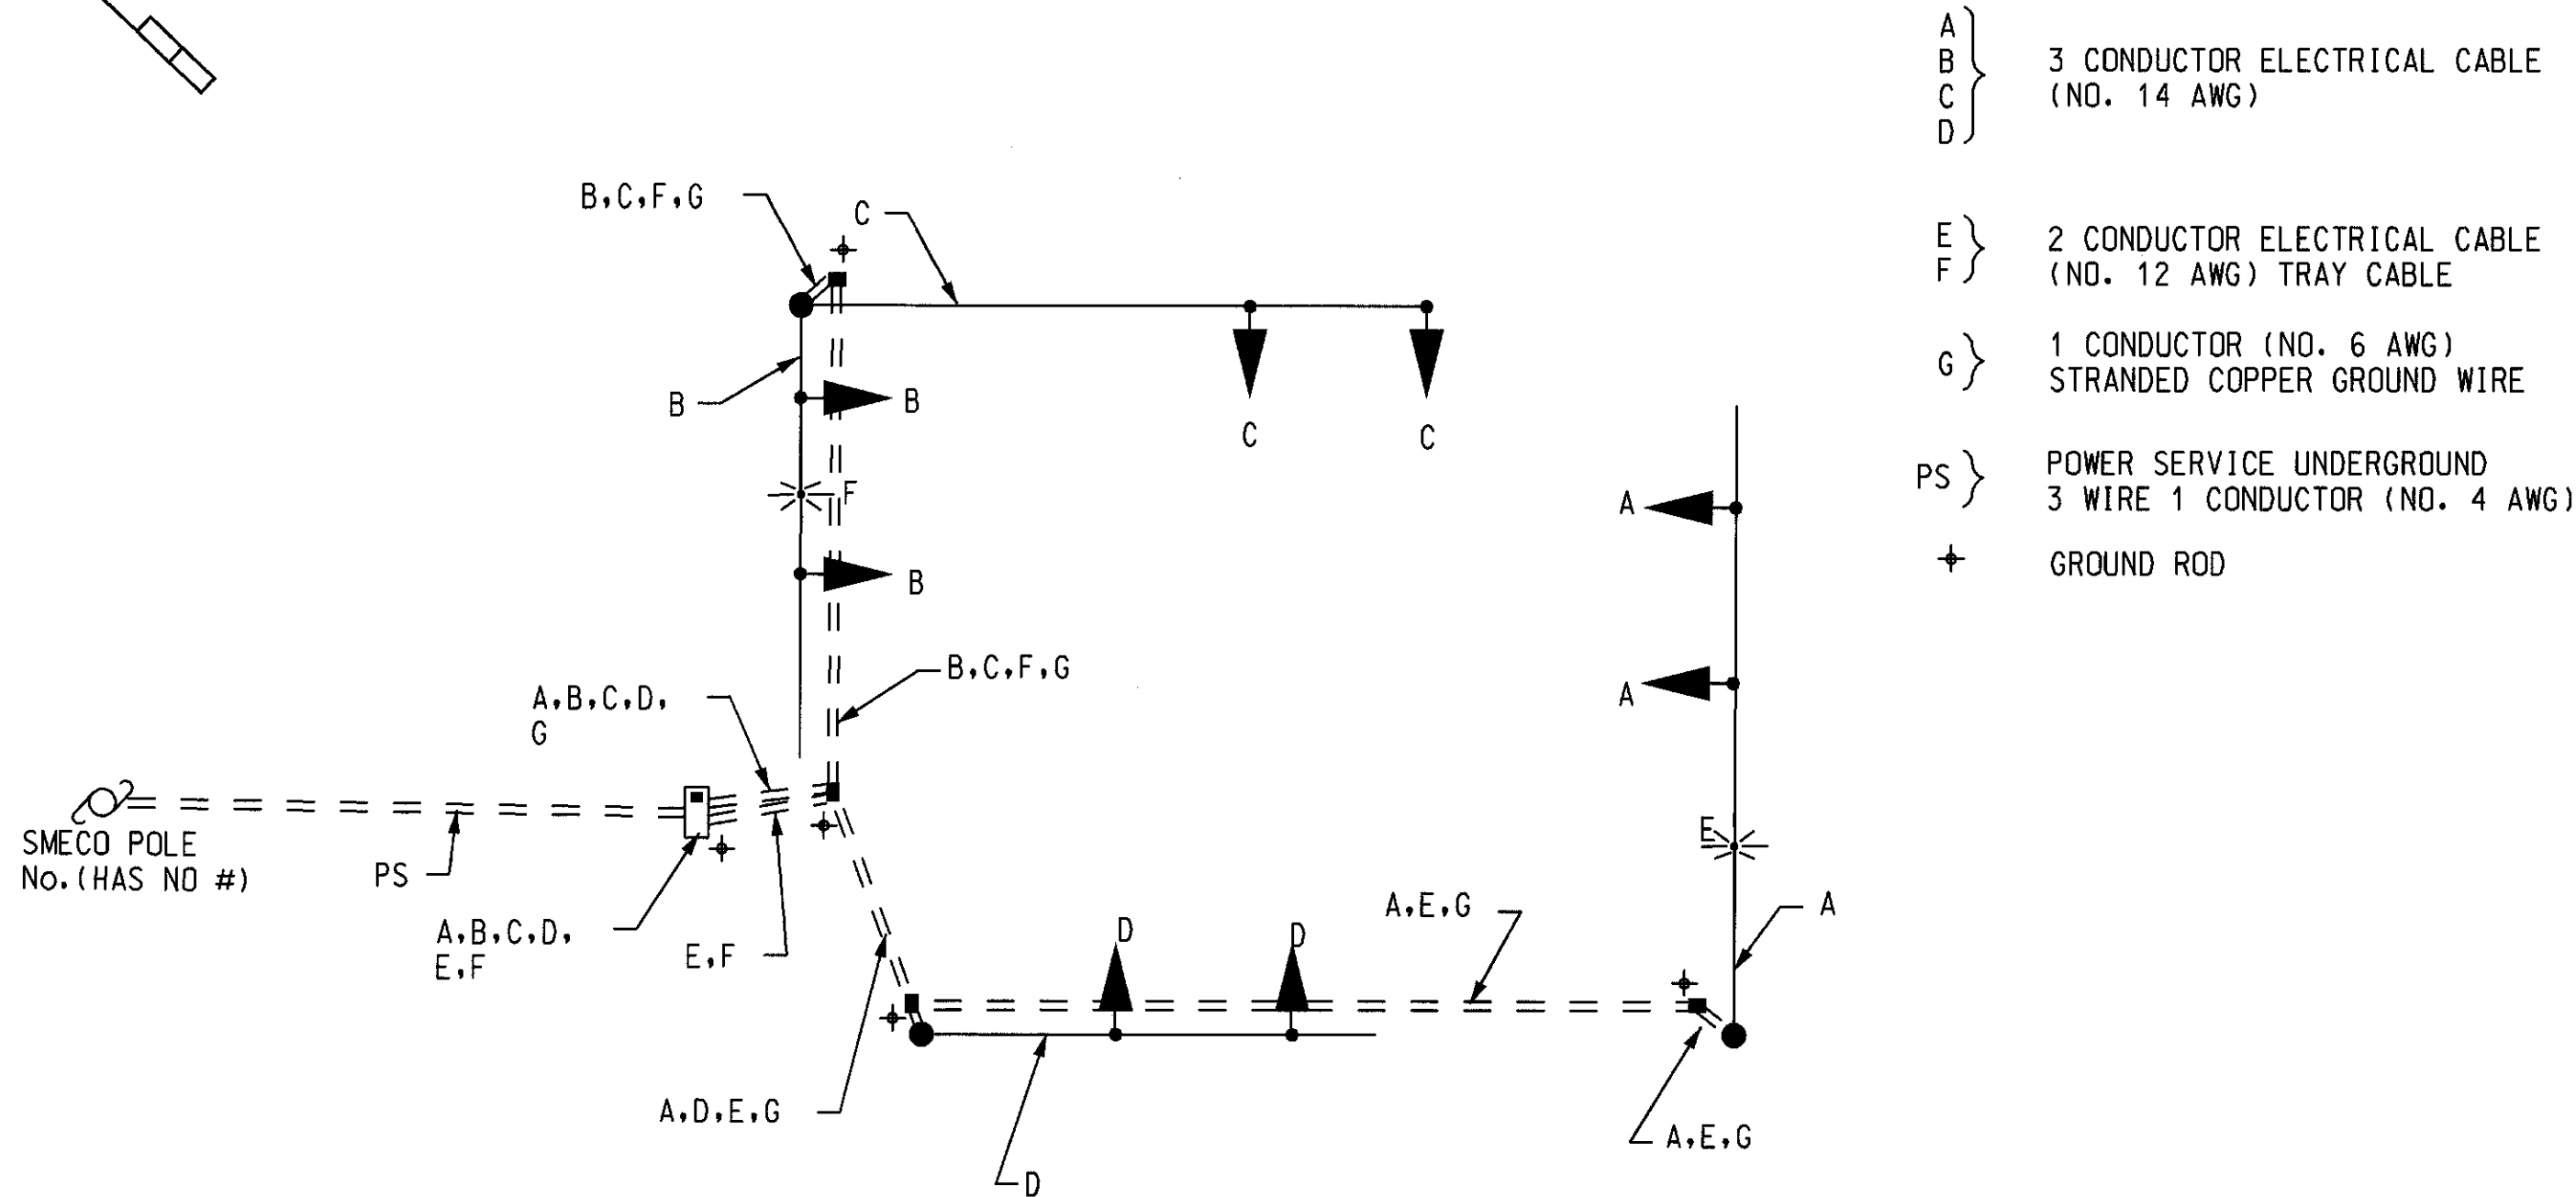 A
B
C
D
3 CONDUCTOR ELECTRICAL CABLE
(NO. 14 AWG)
E
F
2 CONDUCTOR ELECTRICAL CABLE
(NO. 12 AWG) TRAY CABLE
G
1 CONDUCTOR (NO. 6 AWG)
STRANDED COPPER GROUND WIRE
PS
POWER SERVICE UNDERGROUND
3 WIRE 1 CONDUCTOR (NO. 4 AWG)
GROUND ROD
B,C,F,G
C
B
B
C
C
F
A
B
B,C,F,G
A
A,B,C,D,
G
SMECO POLE
No.(HAS NO #)
PS
E
A,B,C,D,
E,F
E,F
D
D
A,E,G
A
A,D,E,G
D
A,E,G